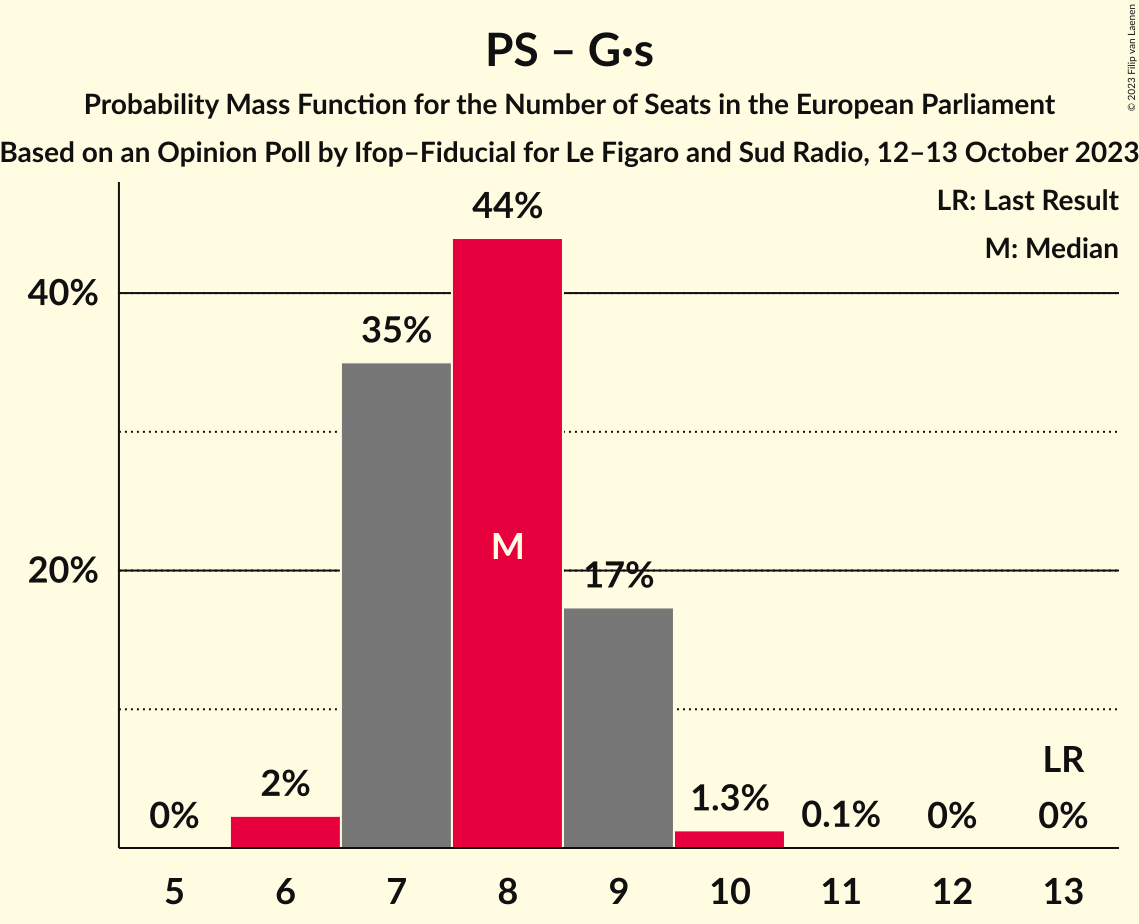 PS – G·s
Probability Mass Function for the Number of Seats in the European Parliament
Based on an Opinion Poll by Ifop–Fiducial for Le Figaro and Sud Radio, 12–13 October 2023
© 2023 Filip van Laenen
LR: Last Result
M: Median
44%
40%
35%
M
20%
17%
LR
2%
1.3%
0%
0.1%
0%
0%
5 6 7 8 9 10 11 12 13